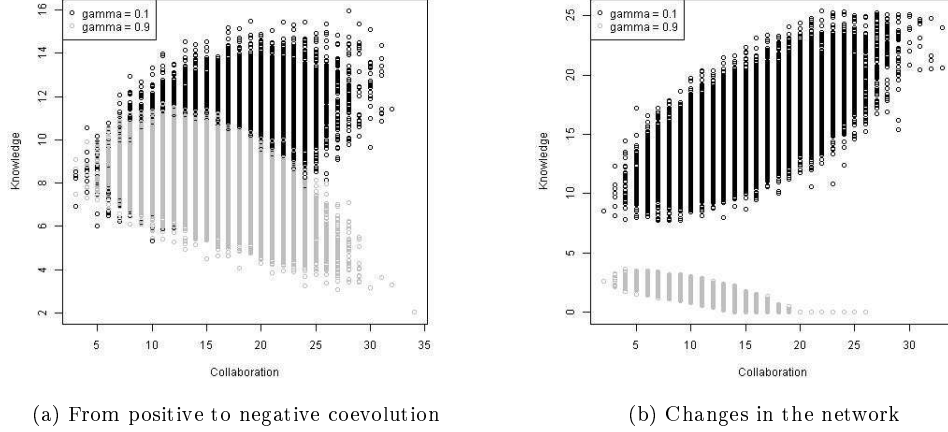 gamma = 0.1
gamma = 0.9
16
14
12
10
8
6
4
2
Knowledge
5 10 15 20 25 30 35
Collaboration
(a) From positive to negative coevolution
gamma = 0.1
gamma = 0.9
25
20
15
10
5
0
Knowledge
5 10 15 20 25 30
Collaboration
(b) Changes in the network